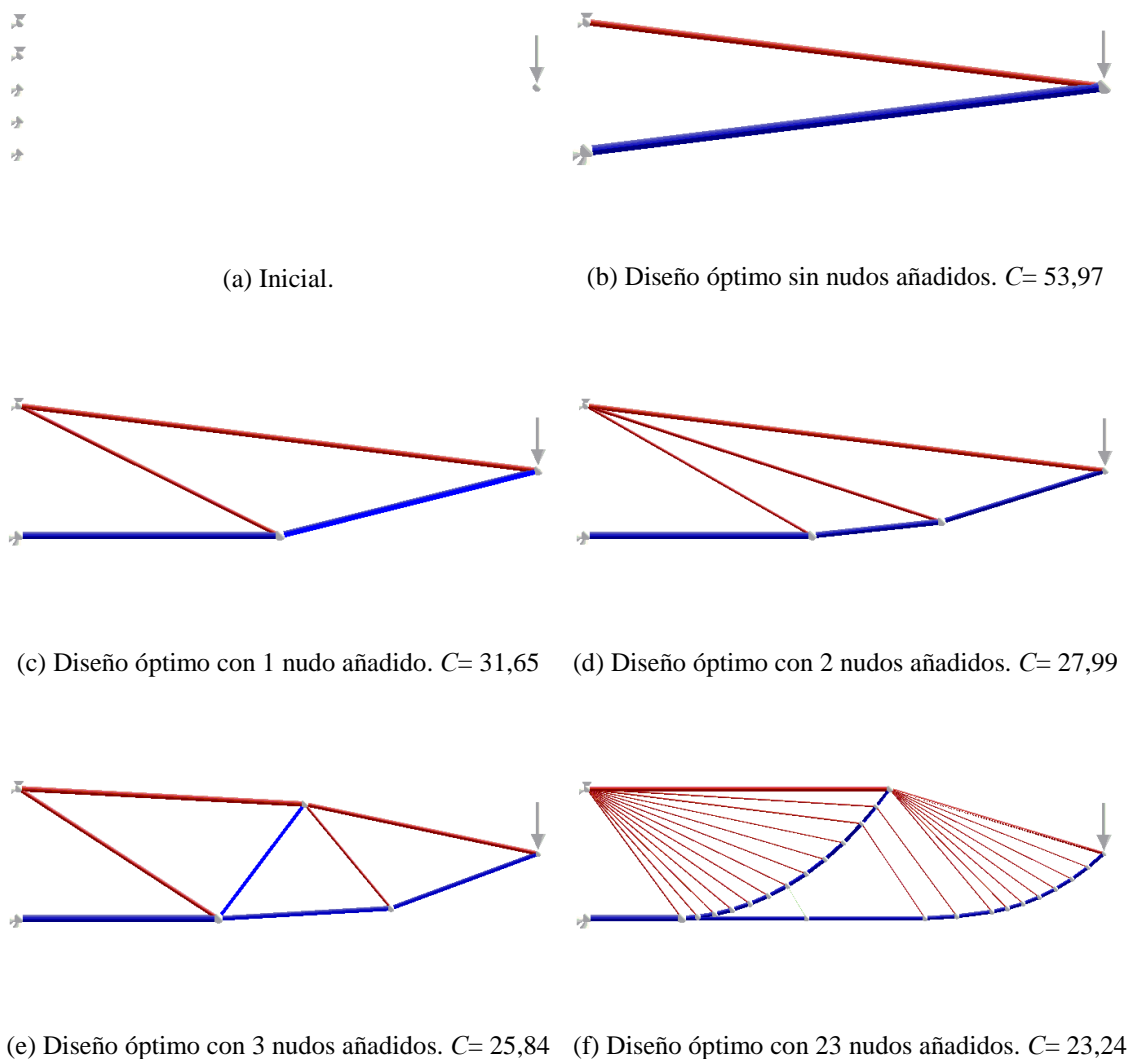 (a) Inicial.
(b) Diseño óptimo sin nudos añadidos. C= 53,97
(c) Diseño óptimo con 1 nudo añadido. C= 31,65
(d) Diseño óptimo con 2 nudos añadidos. C= 27,99
(e) Diseño óptimo con 3 nudos añadidos. C= 25,84
(f) Diseño óptimo con 23 nudos añadidos. C= 23,24